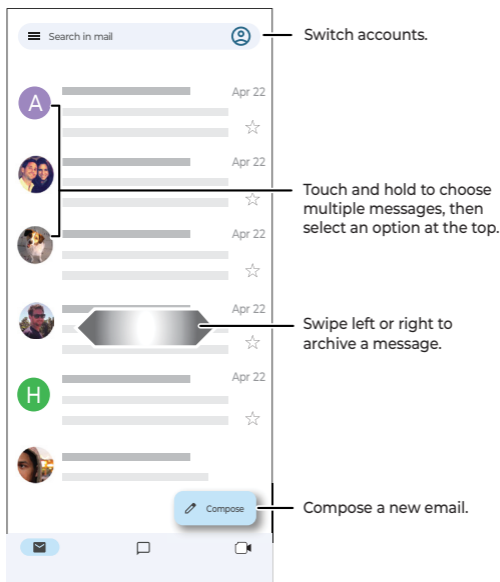 Search in mail
Switch accounts.
A
Apr 22
Apr 22
Touch and hold to choose
multiple messages, then
select an option at the top.
Apr 22
Apr 22
Swipe left or right to
archive a message.
H
Apr 22
Compose
Compose a new email.